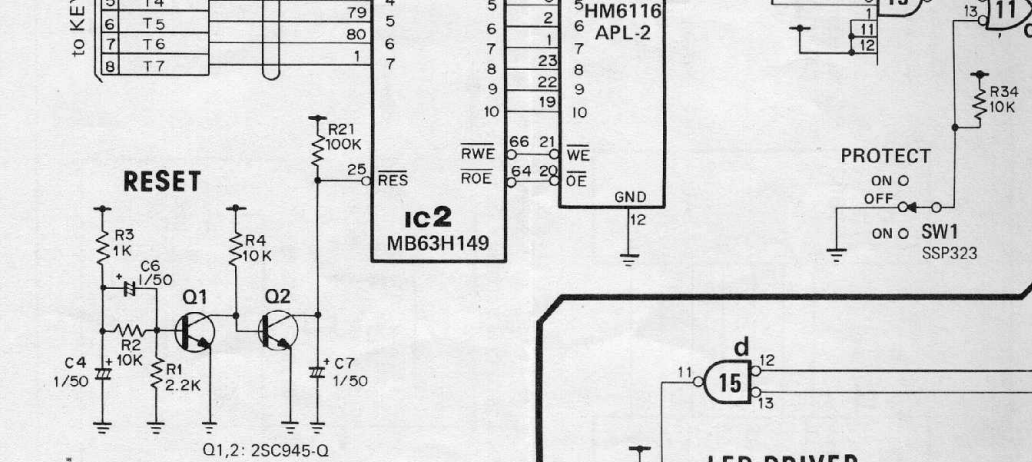 to KEY
5 T4
6 T5
7 T6
8 T7
79
80
1
4
5
6
7
5
6
7
8
9
10
2
1
23
22
19
5
6
7
8
9
10
HM6116
APL-2
1
11
12
13
11
R34
10K
R21
100K
25
RES
RWE
ROE
66
64
21
20
WE
OE
GND
12
IC2
MB63H149
PROTECT
ON
OFF
ON
SW1
SSP323
RESET
R3
1K
R4
10K
C6
+
1/50
Q1
Q2
R2
10K
C4
+
1/50
R1
2.2K
+
C7
1/50
Q1,2: 2SC945-Q
d
11
15
12
13
LED DRIVER